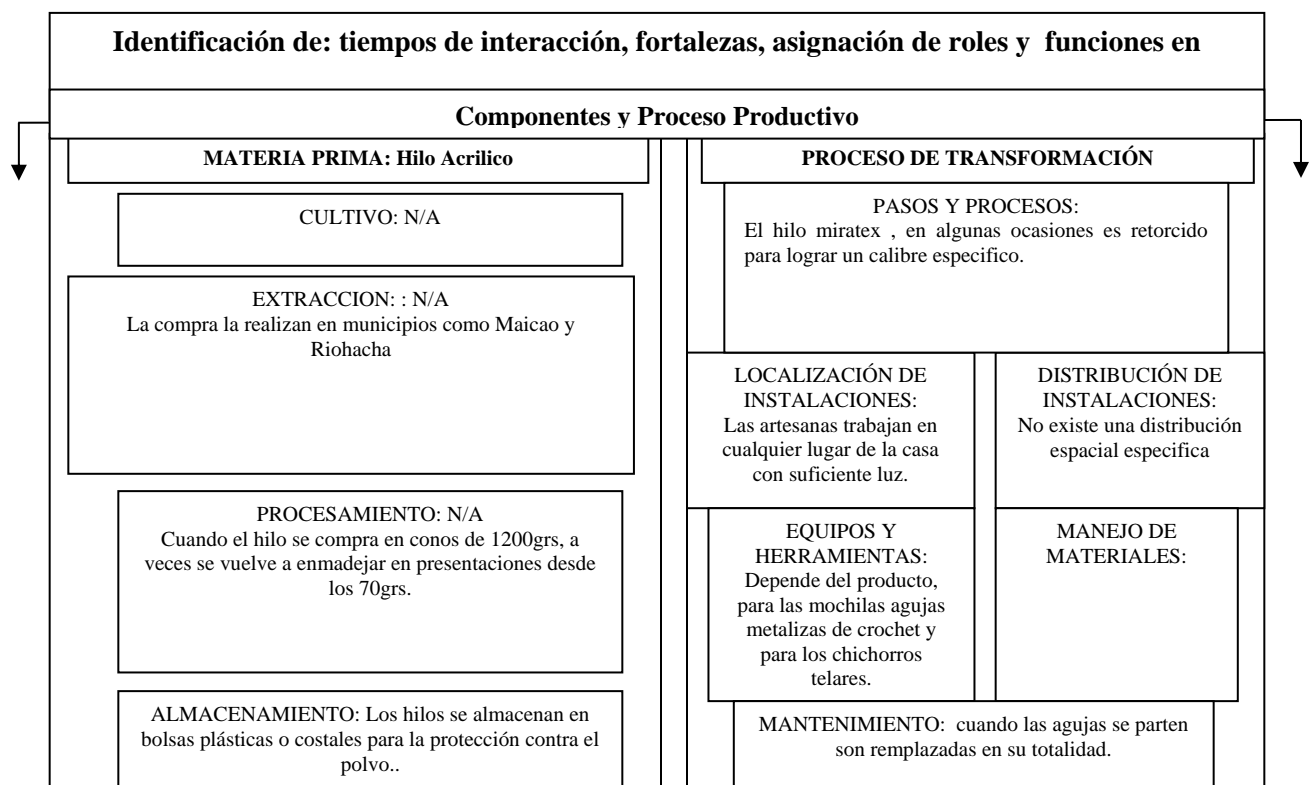 Identificación de: tiempos de interacción, fortalezas, asignación de roles y funciones en
Componentes y Proceso Productivo
MATERIA PRIMA: Hilo Acrilico
CULTIVO: N/A
EXTRACCION: : N/A
La compra la realizan en municipios como Maicao y
Riohacha
PROCESAMIENTO: N/A
Cuando el hilo se compra en conos de 1200grs, a
veces se vuelve a enmadejar en presentaciones desde
los 70grs.
ALMACENAMIENTO: Los hilos se almacenan en
bolsas plásticas o costales para la protección contra el
polvo..
PROCESO DE TRANSFORMACIÓN
PASOS Y PROCESOS:
El hilo miratex , en algunas ocasiones es retorcido
para lograr un calibre especifico.
LOCALIZACIÓN DE
INSTALACIONES:
Las artesanas trabajan en
cualquier lugar de la casa
con suficiente luz.
DISTRIBUCIÓN DE
INSTALACIONES:
No existe una distribución
espacial especifica
EQUIPOS Y
HERRAMIENTAS:
Depende del producto,
para las mochilas agujas
metalizas de crochet y
para los chichorros
telares.
MANEJO DE
MATERIALES:
MANTENIMIENTO: cuando las agujas se parten
son remplazadas en su totalidad.